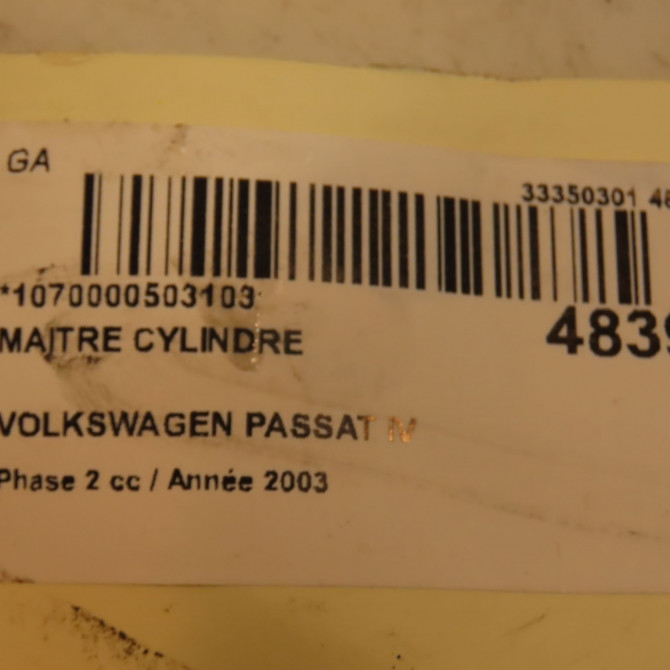 GA
33350301 48
*1070000503103
MAITRE CYLINDRE
4839
VOLKSWAGEN PASSAT IV
Phase 2 cc / Année 2003